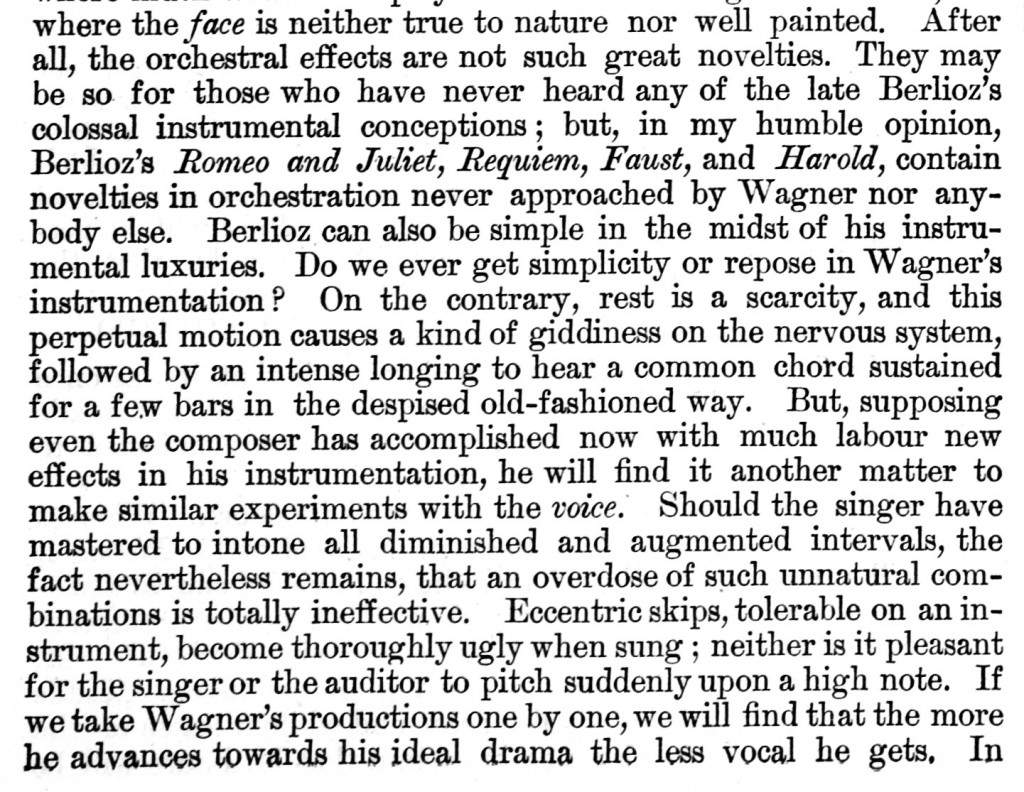 where the face is neither true to nature nor well painted. After
all, the orchestral effects are not such great novelties. They may
be so for those who have never heard any of the late Berlioz's
colossal instrumental conceptions; but, in my humble opinion,
Berlioz's Romeo and Juliet, Requiem, Faust, and Harold, contain
novelties in orchestration never approached by Wagner nor any-
body else. Berlioz can also be simple in the midst of his instru-
mental luxuries. Do we ever get simplicity or repose in Wagner's
instrumentation? On the contrary, rest is a scarcity, and this
perpetual motion causes a kind of giddiness on the nervous system,
followed by an intense longing to hear a common chord sustained
for a few bars in the despised old-fashioned way. But, supposing
even the composer has accomplished now with much labour new
effects in his instrumentation, he will find it another matter to
make similar experiments with the voice. Should the singer have
mastered to intone all diminished and augmented intervals, the
fact nevertheless remains, that an overdose of such unnatural com-
binations is totally ineffective. Eccentric skips, tolerable on an in-
strument, become thoroughly ugly when sung; neither is it pleasant
for the singer or the auditor to pitch suddenly upon a high note. If
we take Wagner's productions one by one, we will find that the more
he advances towards his ideal drama the less vocal he gets. In